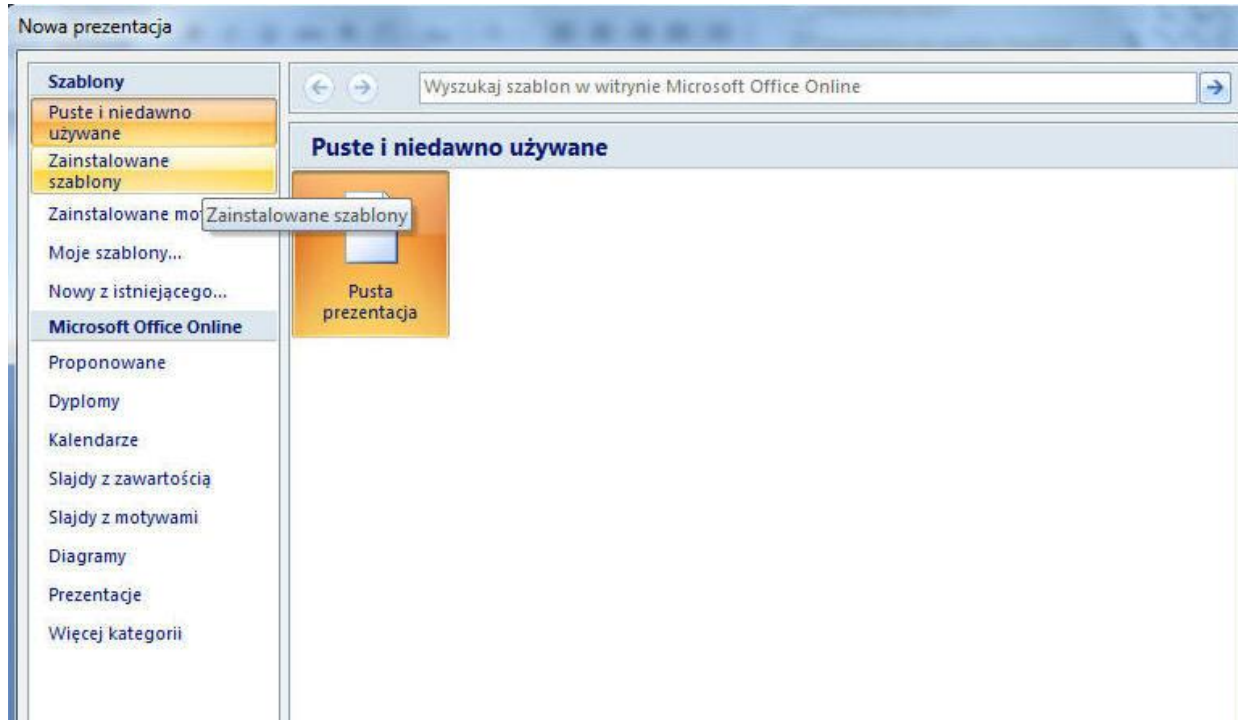 Nowa prezentacja
Szablony
Puste i niedawno
używane
Zainstalowane
szablony
Zainstalowane mo
Zainstalowane szablony
Moje szablony...
Nowy z istniejącego...
Microsoft Office Online
Proponowane
Dyplomy
Kalendarze
Slajdy z zawartością
Slajdy z motywami
Diagramy
Prezentacje
Więcej kategorii
Wyszukaj szablon w witrynie Microsoft Office Online
Puste i niedawno używane
Pusta
prezentacja